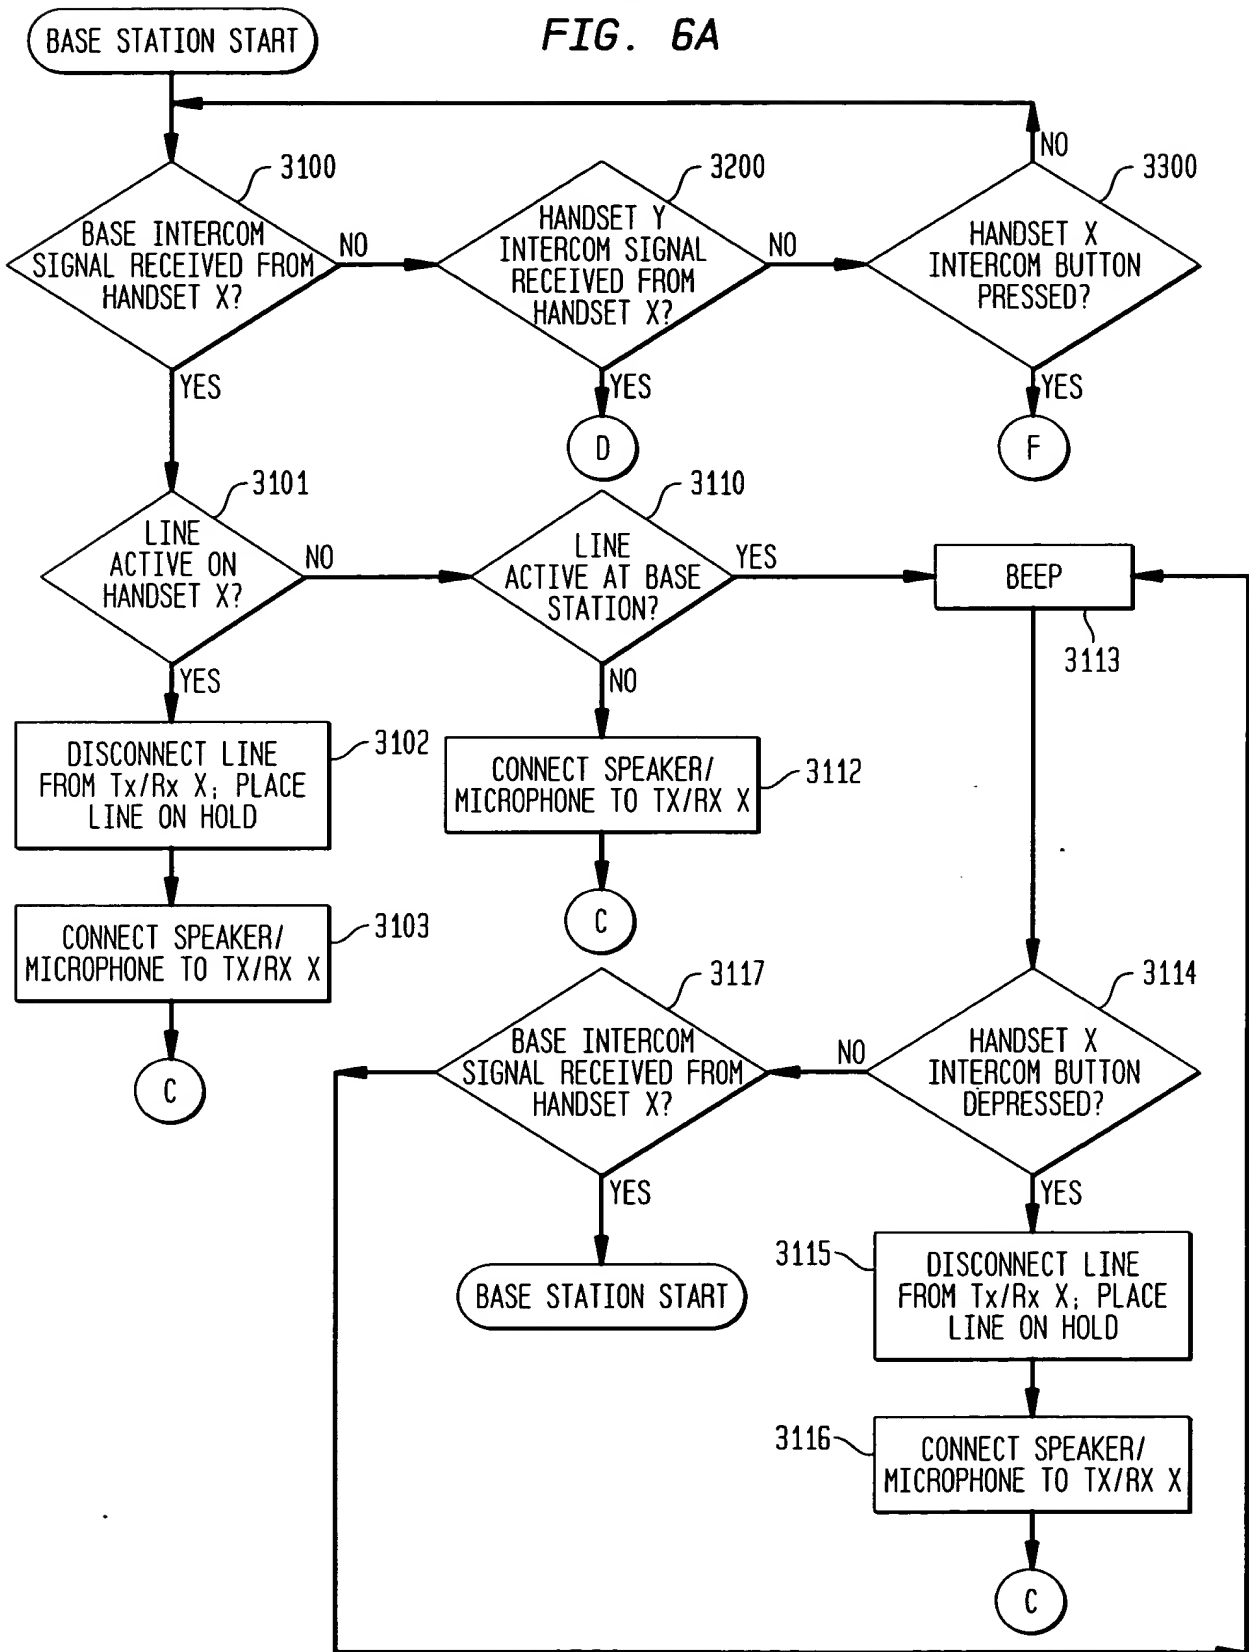 FIG. 6A
BASE STATION START
3100
BASE INTERCOM
SIGNAL RECEIVED FROM
HANDSET X?
NO
YES
3200
HANDSET Y
INTERCOM SIGNAL
RECEIVED FROM
HANDSET X?
NO
YES
D
3300
HANDSET X
INTERCOM BUTTON
PRESSED?
NO
YES
F
3101
LINE
ACTIVE ON
HANDSET X?
NO
YES
3110
LINE
ACTIVE AT BASE
STATION?
YES
NO
BEEP
3113
3102
DISCONNECT LINE
FROM Tx/Rx X; PLACE
LINE ON HOLD
3112
CONNECT SPEAKER/
MICROPHONE TO TX/RX X
C
3103
CONNECT SPEAKER/
MICROPHONE TO TX/RX X
C
3117
BASE INTERCOM
SIGNAL RECEIVED FROM
HANDSET X?
YES
BASE STATION START
3114
HANDSET X
INTERCOM BUTTON
DEPRESSED?
NO
YES
3115
DISCONNECT LINE
FROM Tx/Rx X; PLACE
LINE ON HOLD
3116
CONNECT SPEAKER/
MICROPHONE TO TX/RX X
C